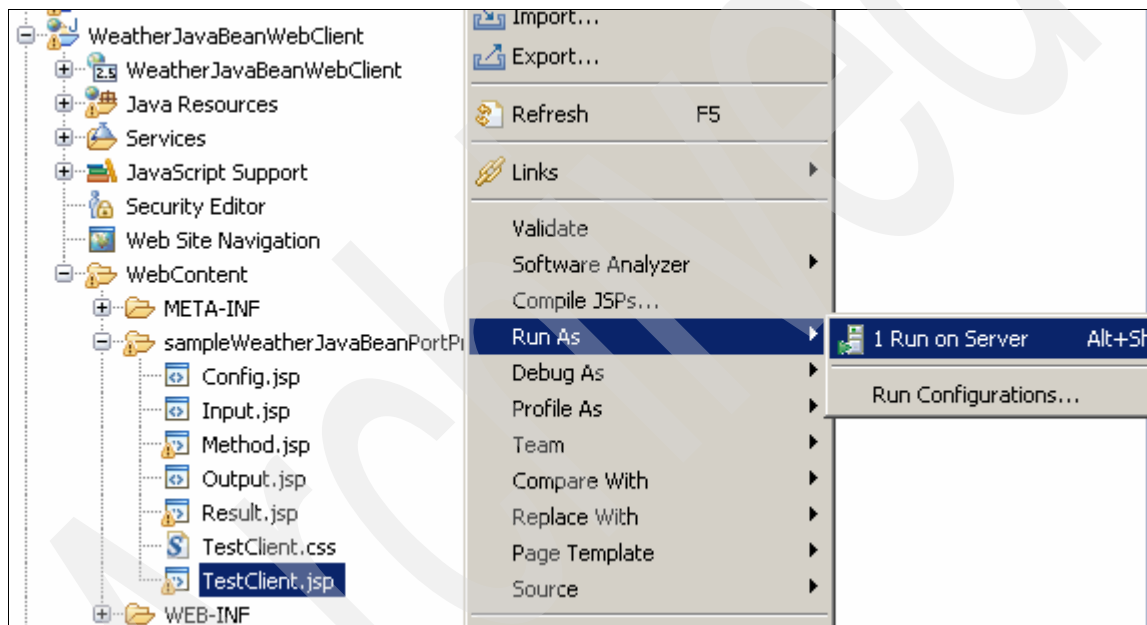 WeatherJavaBeanWebClient
2.5 WeatherJavaBeanWebClient
Java Resources
Services
JavaScript Support
Security Editor
Web Site Navigation
WebContent
META-INF
sampleWeatherJavaBeanPortPr
Config.jsp
Input.jsp
Method.jsp
Output.jsp
Result.jsp
TestClient.css
TestClient.jsp
WEB-INF
Import...
Export...
Refresh F5
Links
Validate
Software Analyzer
Compile JSPs...
Run As
Debug As
Profile As
Team
Compare With
Replace With
Page Template
Source
1 Run on Server Alt+Sh
Run Configurations...
Archived